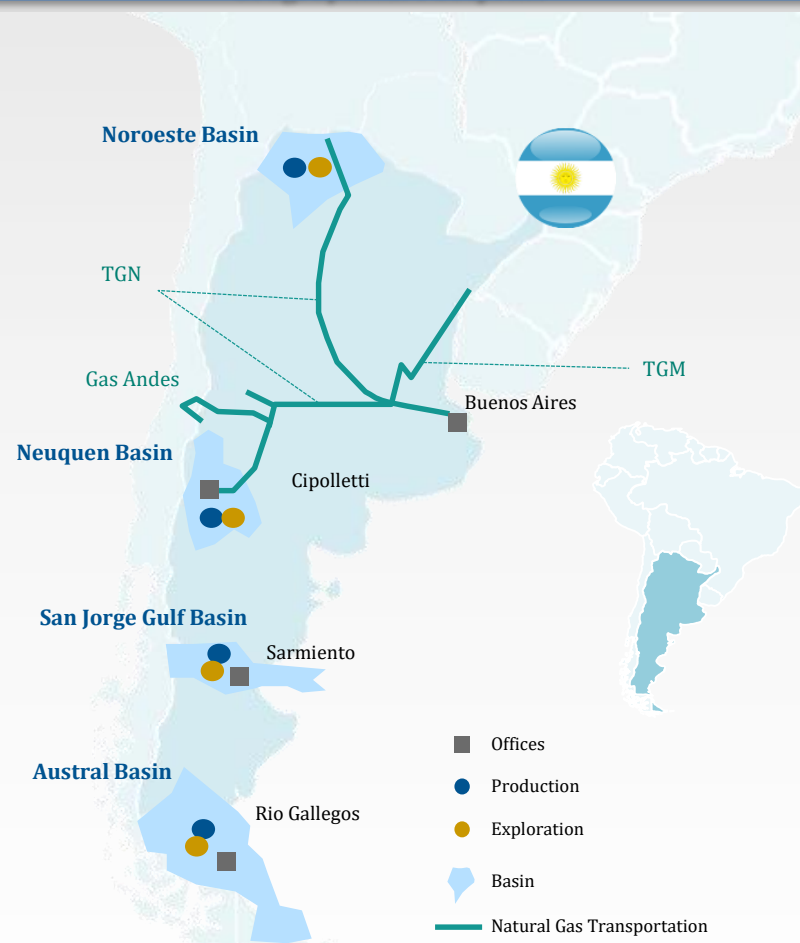 Noroeste Basin
TGN
Gas Andes
TGM
Buenos Aires
Neuquen Basin
Cipolletti
San Jorge Gulf Basin
Sarmiento
Austral Basin
Rio Gallegos
Offices
Production
Exploration
Basin
Natural Gas Transportation